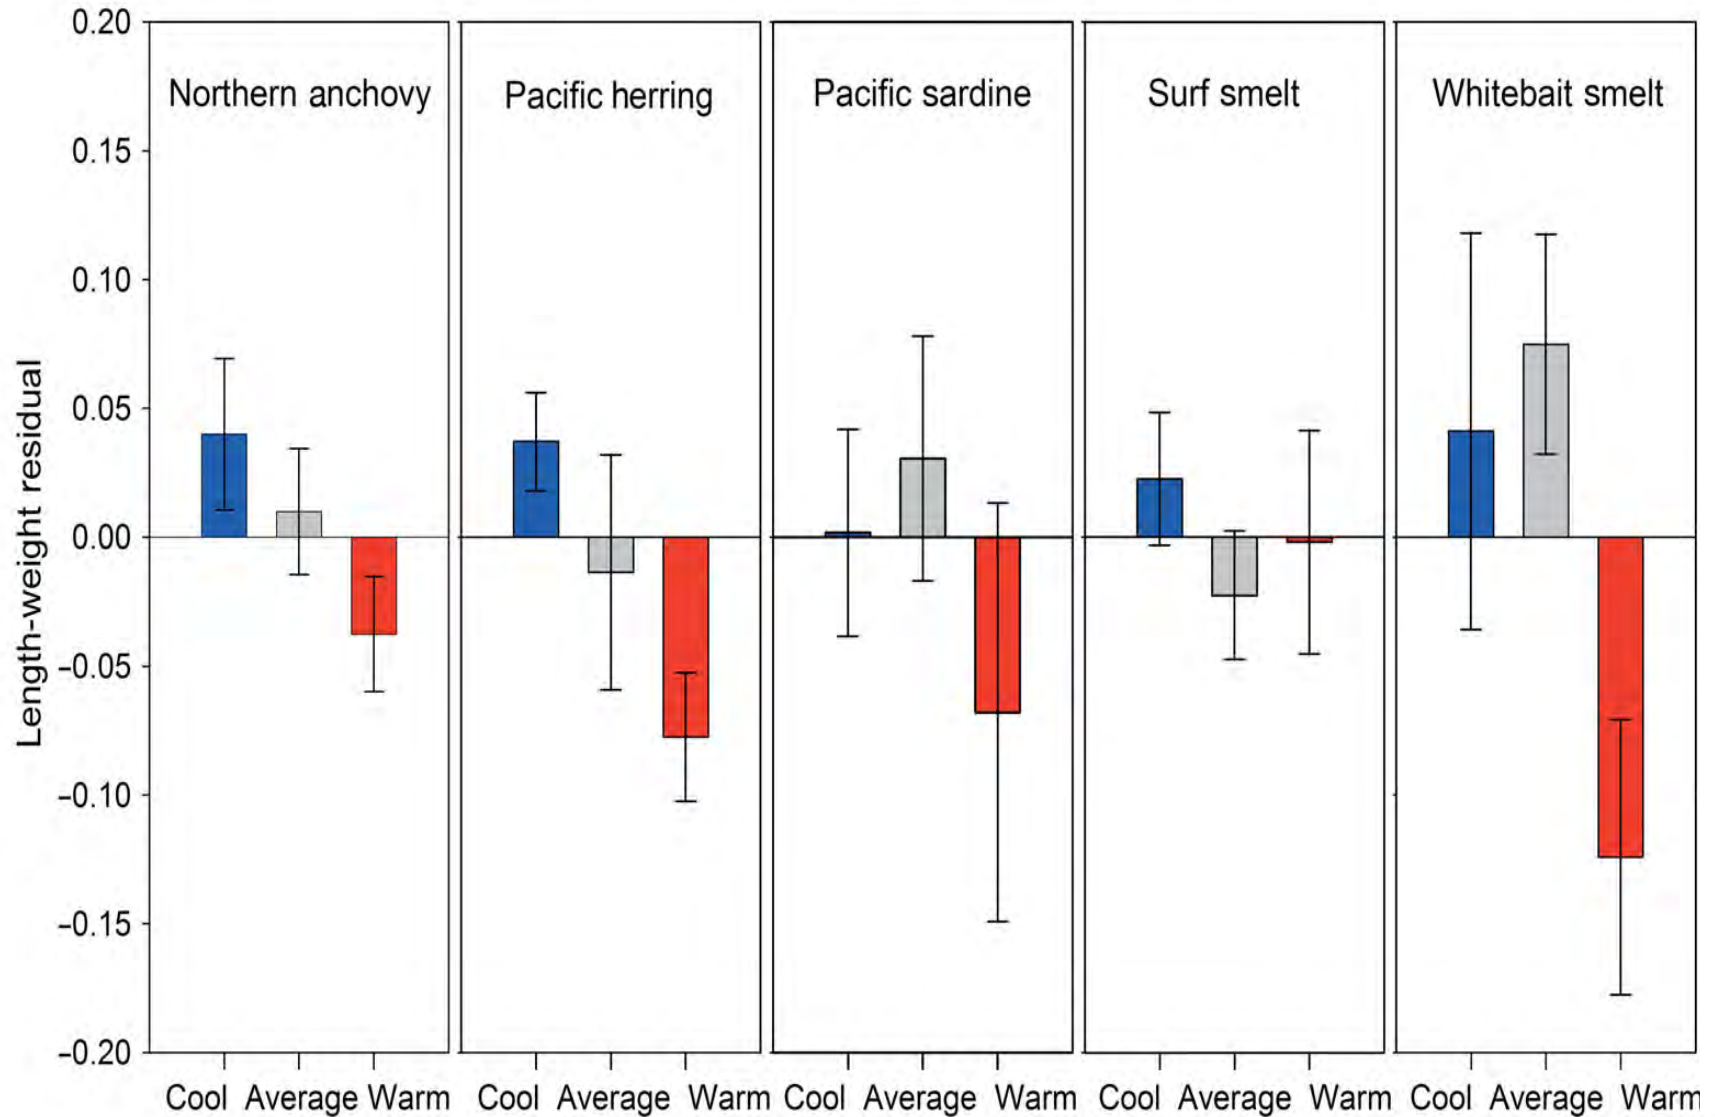 Length-weight residual
0.20
0.15
0.10
0.05
0.00
-0.05
-0.10
-0.15
-0.20
Northern anchovy
Pacific herring
Pacific sardine
Surf smelt
Whitebait smelt
Cool Average Warm
Cool Average Warm
Cool Average Warm
Cool Average Warm
Cool Average Warm